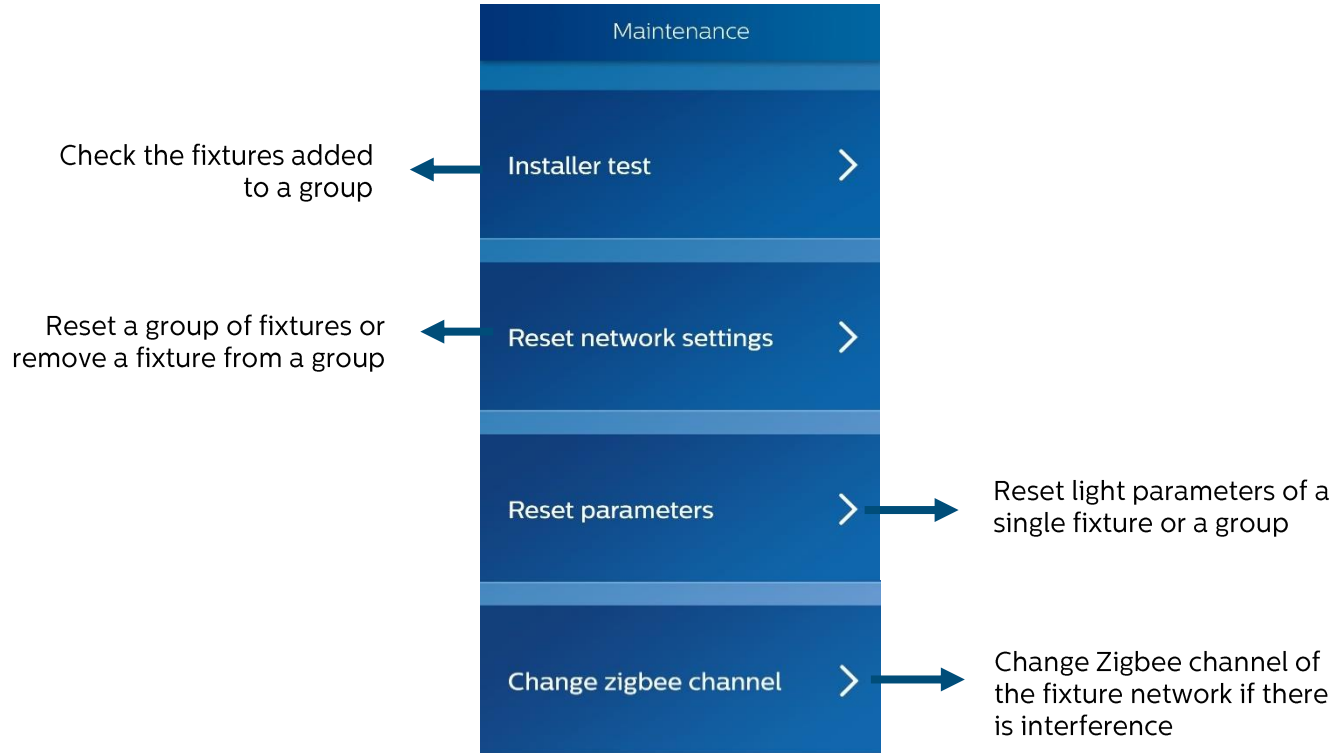 Maintenance
Check the fixtures added
to a group
Installer test
Reset a group of fixtures or
remove a fixture from a group
Reset network settings
Reset parameters
Reset light parameters of a
single fixture or a group
Change zigbee channel
Change Zigbee channel of
the fixture network if there
is interference